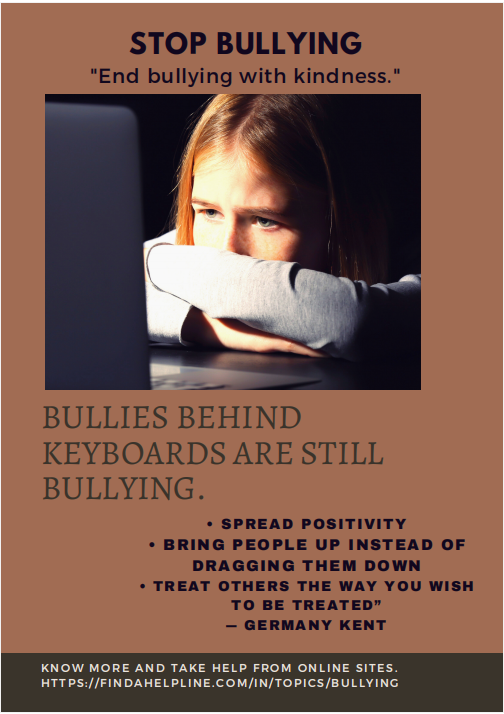 STOP BULLYING
"End bullying with kindness."
BULLIES BEHIND
KEYBOARDS ARE STILL
BULLYING.
• SPREAD POSITIVITY
• BRING PEOPLE UP INSTEAD OF
DRAGGING THEM DOWN
• TREAT OTHERS THE WAY YOU WISH
TO BE TREATED”
— GERMANY KENT
KNOW MORE AND TAKE HELP FROM ONLINE SITES.
HTTPS://FINDAHELPLINE.COM/IN/TOPICS/BULLYING